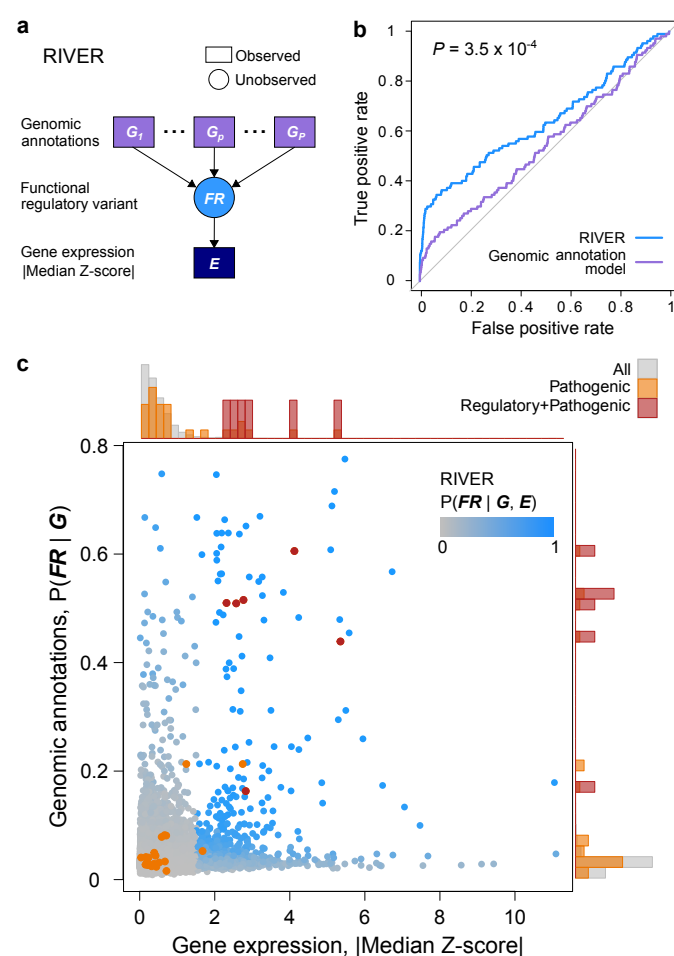 a
RIVER
Observed
Unobserved
Genomic annotations
G1 ... Gp ... GP
Functional regulatory variant
FR
Gene expression
|Median Z-score|
E
b
P = 3.5 x 10-4
True positive rate
1
0.8
0.6
0.4
0.2
0
0 0.2 0.4 0.6 0.8 1
False positive rate
RIVER
Genomic annotation model
c
All
Pathogenic
Regulatory+Pathogenic
RIVER
P(FR | G, E)
0 1
Genomic annotations, P(FR | G)
0.8
0.6
0.4
0.2
0
0 2 4 6 8 10
Gene expression, |Median Z-score|